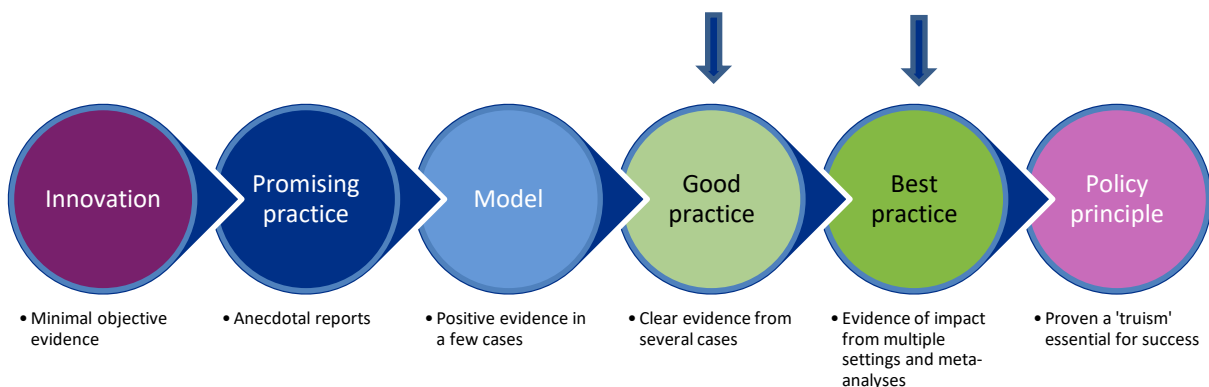 Innovation
Promising
practice
Model
Good
practice
Best
practice
Policy
principle
• Minimal objective
evidence
• Anecdotal reports
• Positive evidence in
a few cases
• Clear evidence from
several cases
• Evidence of impact
from multiple
settings and meta-
analyses
• Proven a 'truism'
essential for success